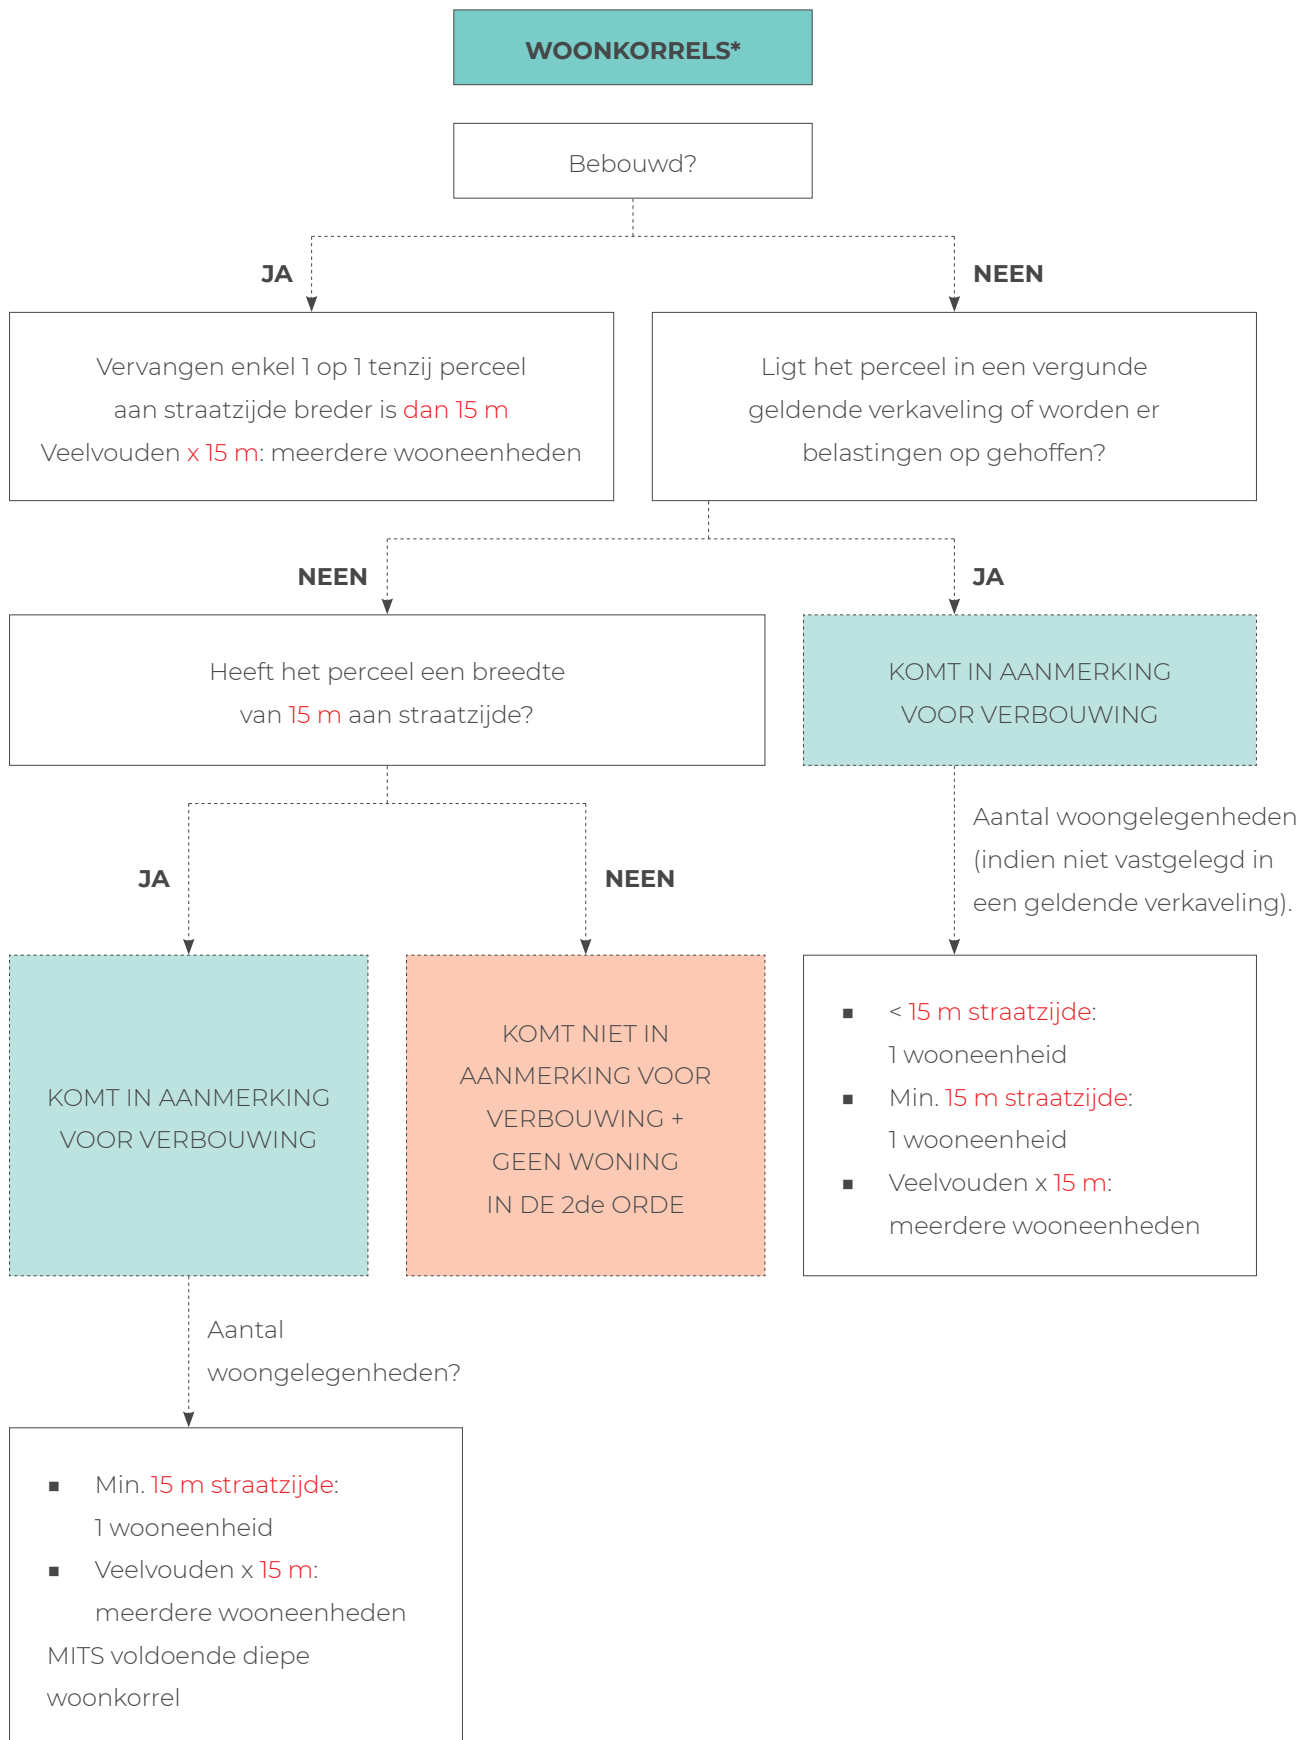 WOONKORRELS*
Bebouwd?
JA
NEEN
Vervangen enkel 1 op 1 tenzij perceel
aan straatzijde breder is dan 15 m
Veelvouden x 15 m: meerdere wooneenheden
Ligt het perceel in een vergunde
geldende verkaveling of worden er
belastingen op gehoffen?
NEEN
JA
Heeft het perceel een breedte
van 15 m aan straatzijde?
KOMT IN AANMERKING
VOOR VERBOUWING
JA
NEEN
Aantal woongelegenheden
(indien niet vastgelegd in
een geldende verkaveling).
KOMT IN AANMERKING
VOOR VERBOUWING
KOMT NIET IN
AANMERKING VOOR
VERBOUWING +
GEEN WONING
IN DE 2de ORDE
▪ < 15 m straatzijde:
1 wooneenheid
▪ Min. 15 m straatzijde:
1 wooneenheid
▪ Veelvouden x 15 m:
meerdere wooneenheden
Aantal
woongelegenheden?
▪ Min. 15 m straatzijde:
1 wooneenheid
▪ Veelvouden x 15 m:
meerdere wooneenheden
MITS voldoende diepe
woonkorrel